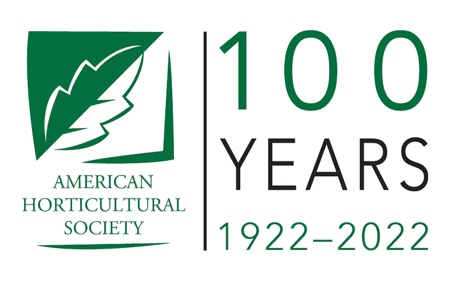 AMERICAN
HORTICULTURAL
SOCIETY
100
YEARS
1922–2022